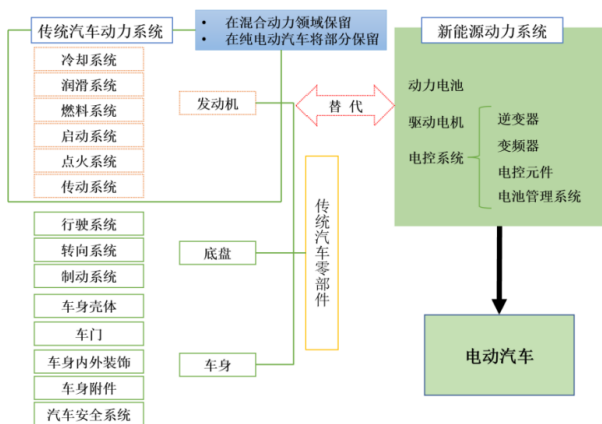 传统汽车动力系统
• 在混合动力领域保留
• 在纯电动汽车将部分保留
冷却系统
润滑系统
燃料系统
启动系统
点火系统
传动系统
行驶系统
转向系统
制动系统
车身壳体
车门
车身内外装饰
车身附件
汽车安全系统
发动机
底盘
车身
传统汽车零部件
替 代
新能源动力系统
动力电池
驱动电机
电控系统
逆变器
变频器
电控元件
电池管理系统
电动汽车